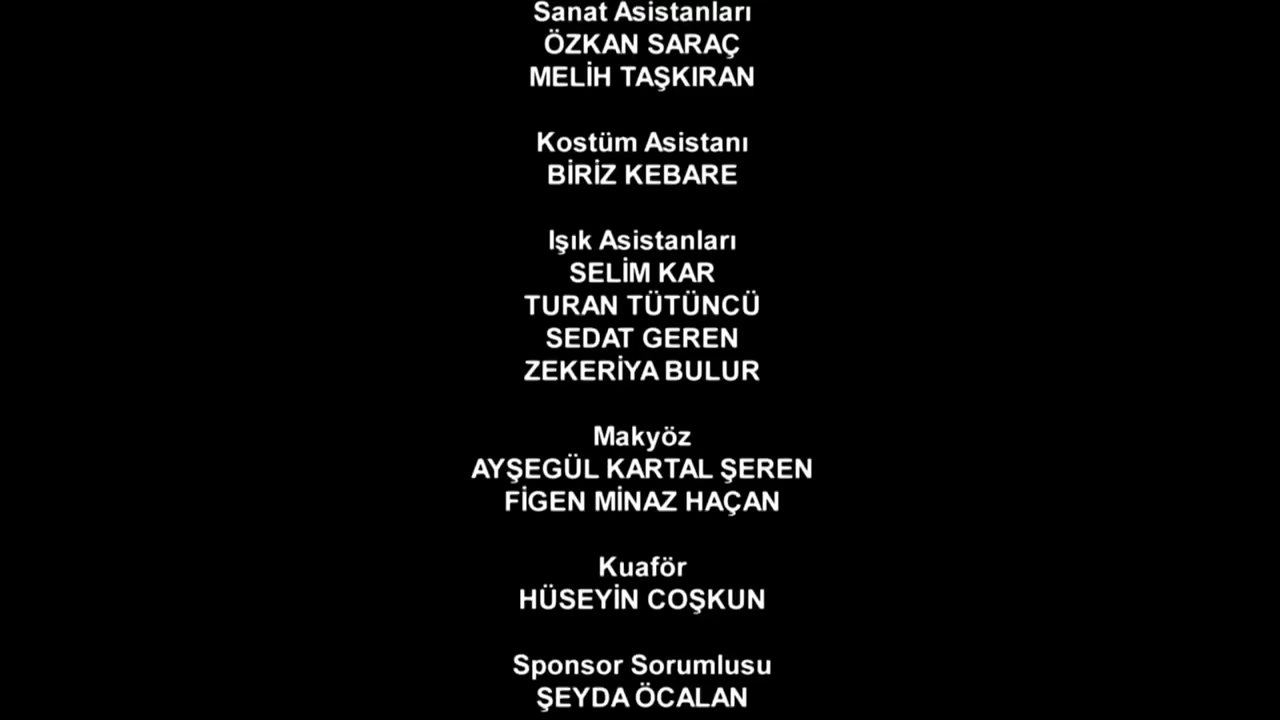 Sanat Asistanları
ÖZKAN SARAÇ
MELİH TAŞKIRAN
Kostüm Asistanı
BİRİZ KEBARE
Işık Asistanları
SELİM KAR
TURAN TÜTÜNCÜ
SEDAT GEREN
ZEKERİYA BULUR
Makyöz
AYŞEGÜL KARTAL ŞEREN
FİGEN MİNAZ HAÇAN
Kuaför
HÜSEYİN COŞKUN
Sponsor Sorumlusu
ŞEYDA ÖCALAN